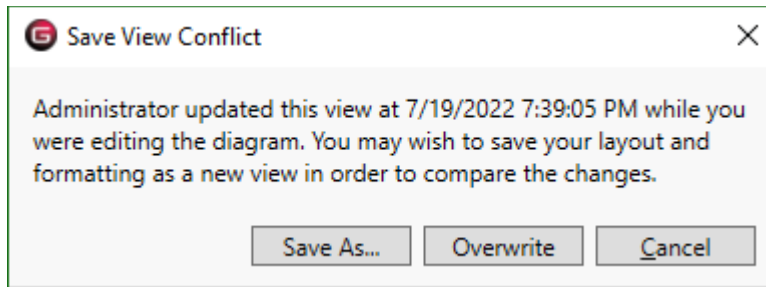 G Save View Conflict
Administrator updated this view at 7/19/2022 7:39:05 PM while you
were editing the diagram. You may wish to save your layout and
formatting as a new view in order to compare the changes.
Save As... Overwrite Cancel